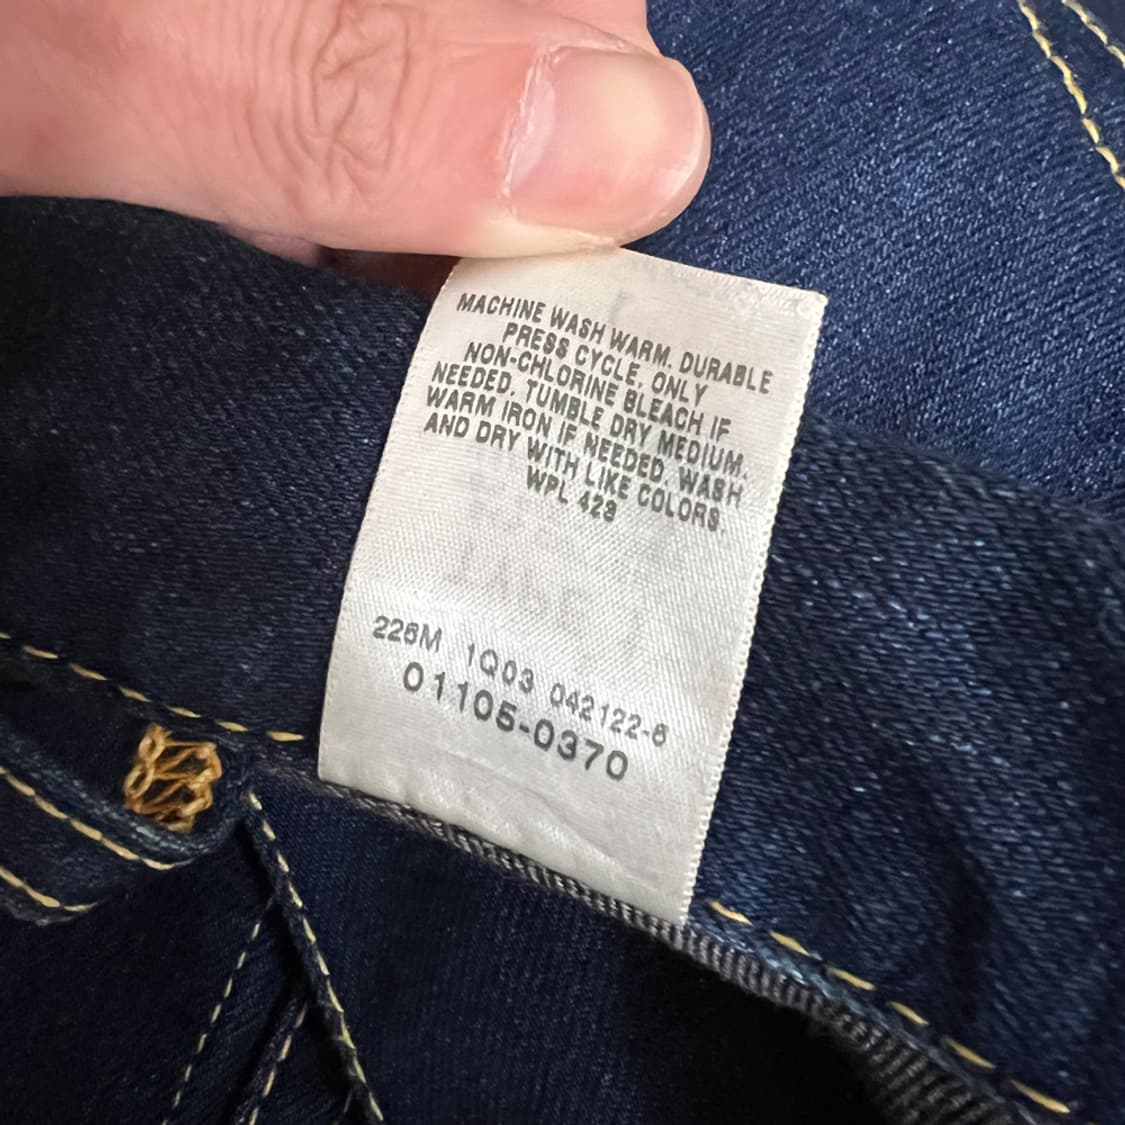 MACHINE WASH WARM. DURABLE
PRESS CYCLE. ONLY
NON-CHLORINE BLEACH IF
NEEDED. TUMBLE DRY MEDIUM.
WARM IRON IF NEEDED. WASH
AND DRY WITH LIKE COLORS.
WPL 423
226M 1Q03 042122-6
01105-0370